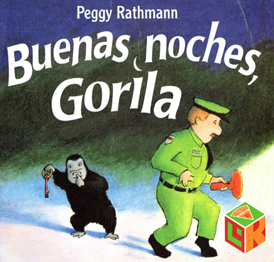 Peggy Rathmann
Buenas noches,
Gorila